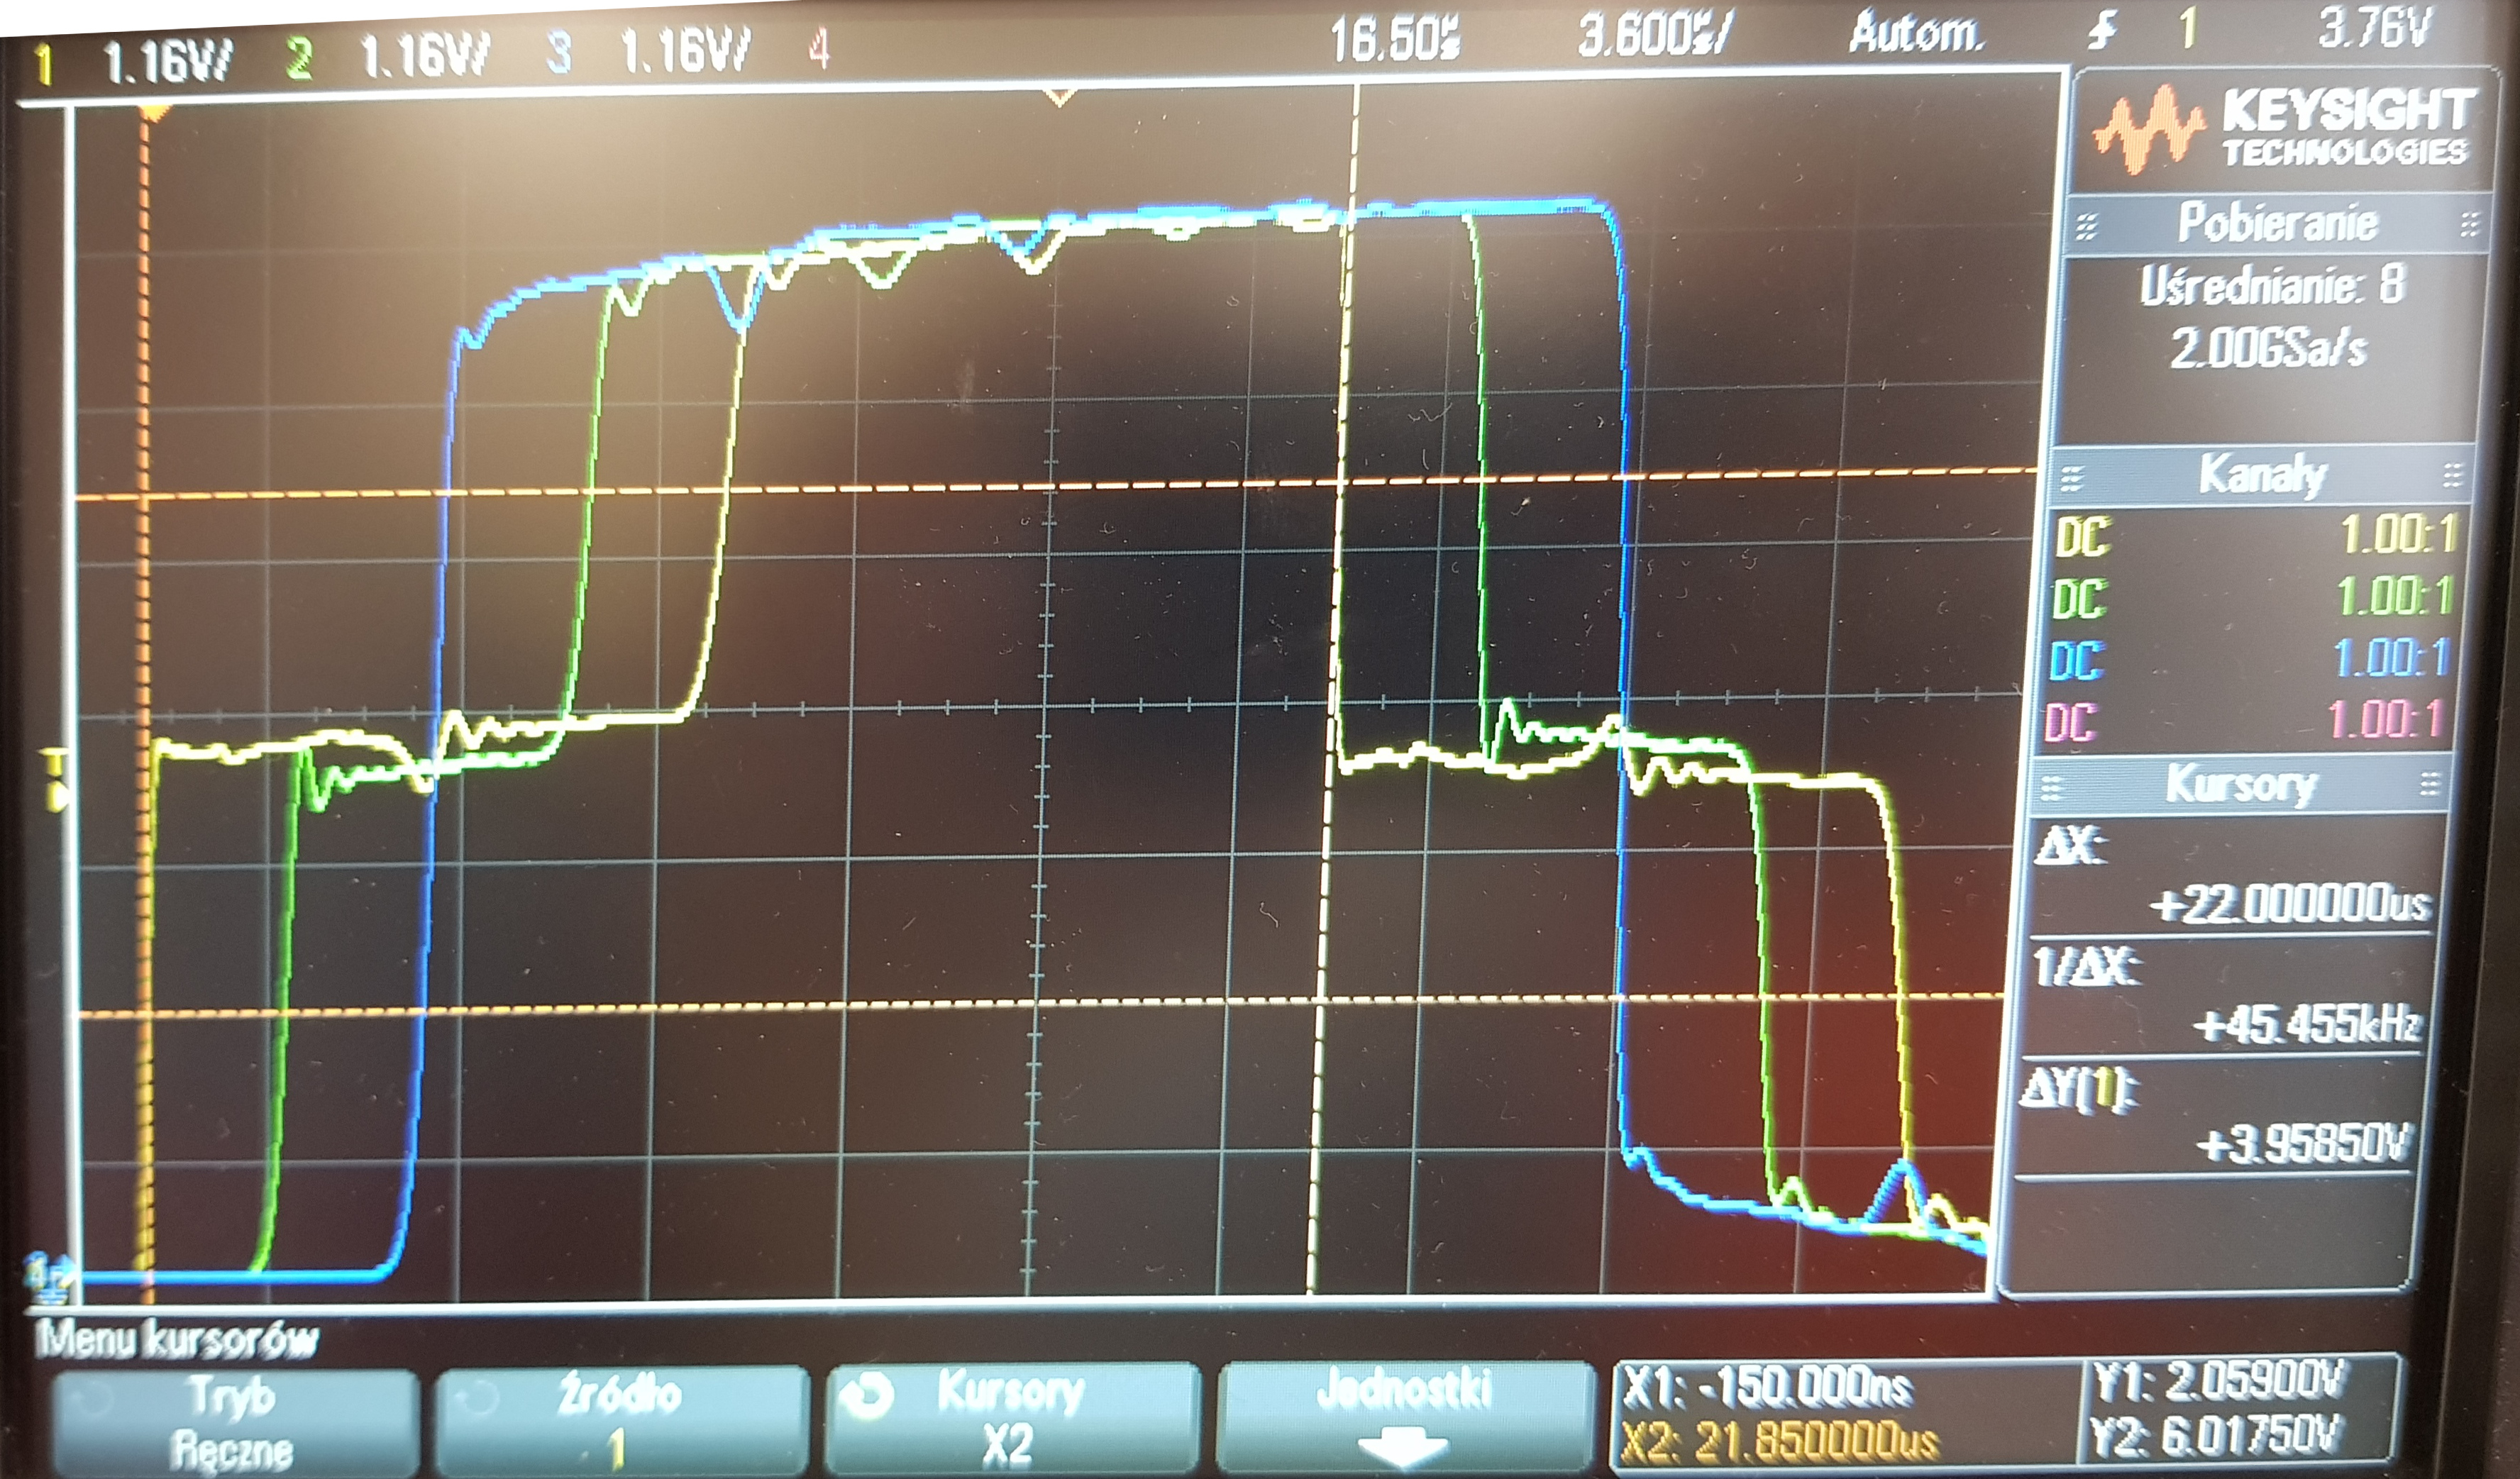 1 1.16V/ 2 1.16V/ 3 1.16V/ 4 16.50us 3.600us/ Autom. 1 3.76V
KEYSIGHT
TECHNOLOGIES
Pobieranie
Uśrednianie: 8
2.00GSa/s
Kanały
DC 1.00:1
DC 1.00:1
DC 1.00:1
DC 1.00:1
Kursory
ΔX:
+22.000000us
1/ΔX:
+45.455kHz
ΔY(1):
+3.95850V
T
Menu kursorów
Tryb
Ręczne
Źródło
1
Kursory
X2
Jednostki
X1: -150.000ns
X2: 21.850000us
Y1: 2.05900V
Y2: 6.01750V